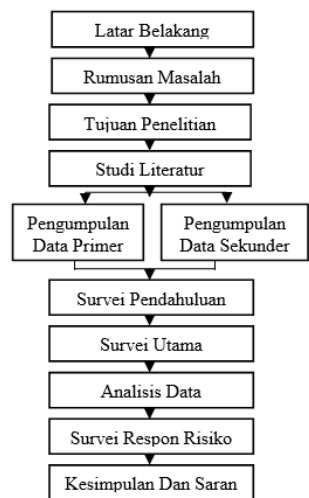 Latar Belakang
Rumusan Masalah
Tujuan Penelitian
Studi Literatur
Pengumpulan
Data Primer
Pengumpulan
Data Sekunder
Survei Pendahuluan
Survei Utama
Analisis Data
Survei Respon Risiko
Kesimpulan Dan Saran